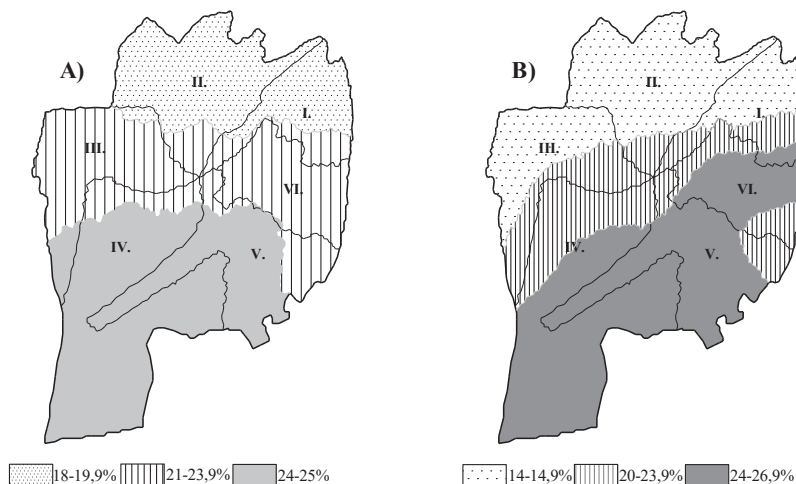 A)
II.
I.
III.
VI.
IV.
V.
18-19,9% 21-23,9% 24-25%
B)
II.
I.
III.
VI.
IV.
V.
14-14,9% 20-23,9% 24-26,9%